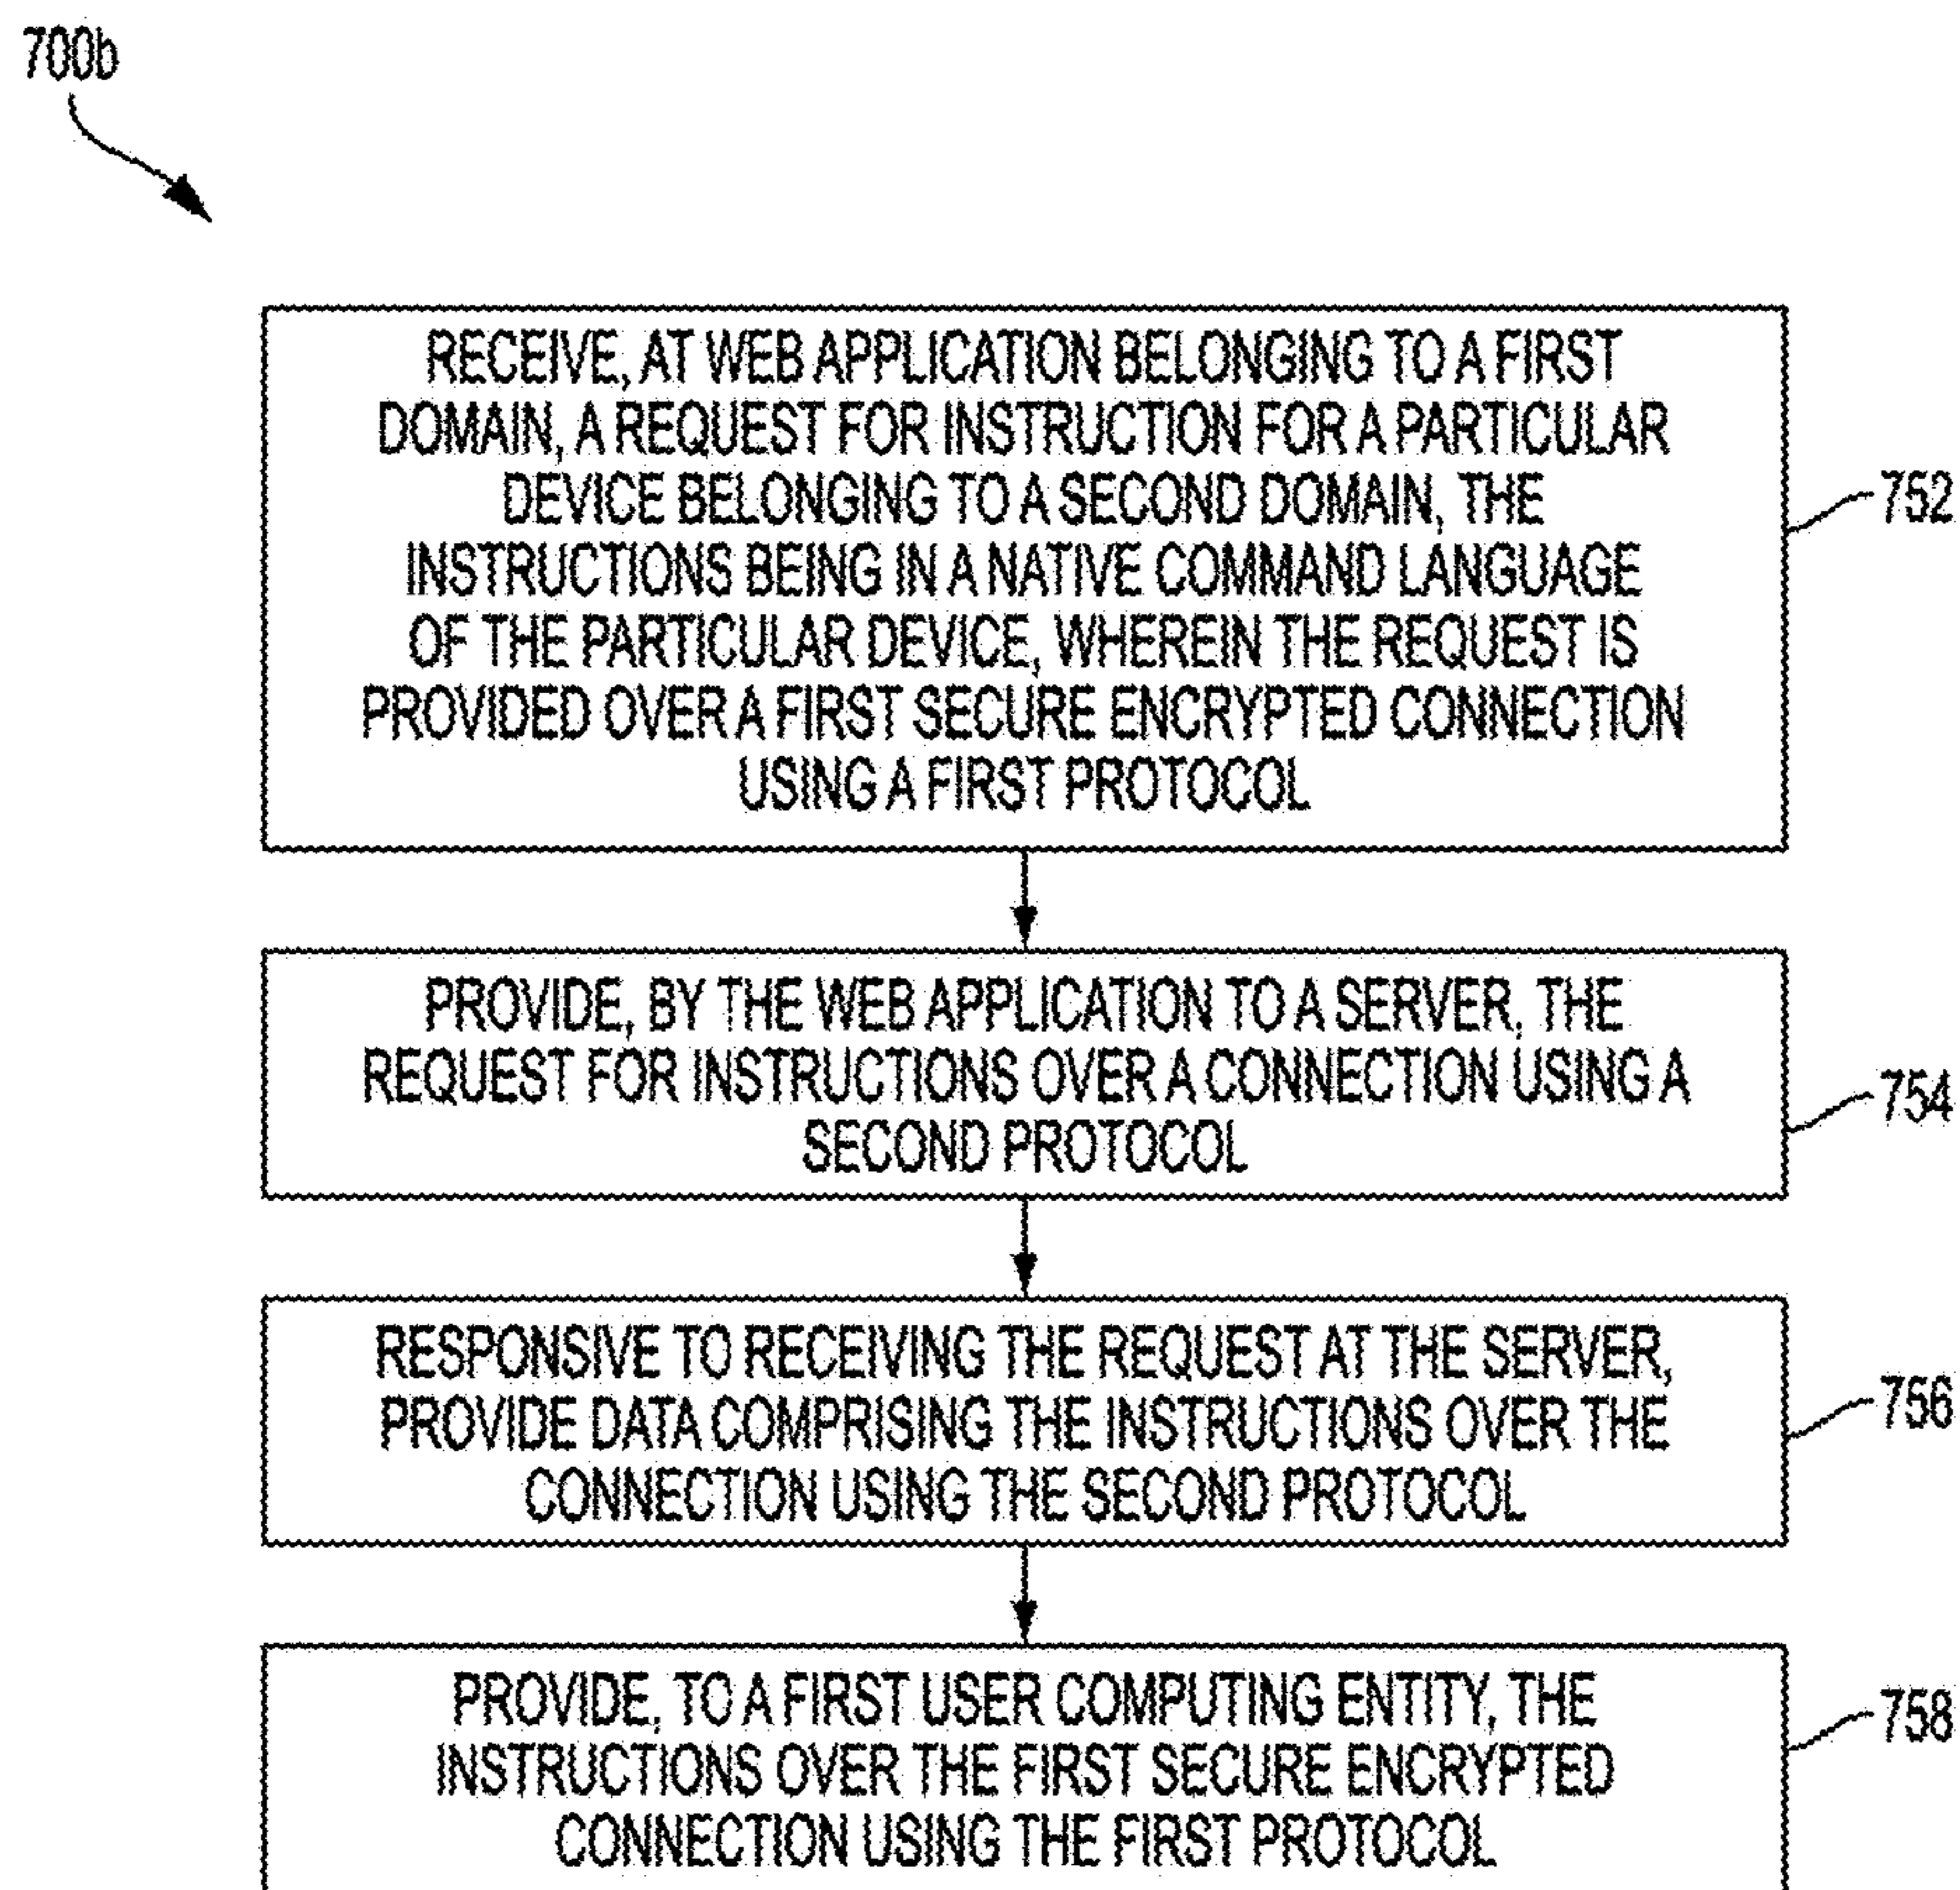 700b
RECEIVE, AT WEB APPLICATION BELONGING TO A FIRST
DOMAIN, A REQUEST FOR INSTRUCTION FOR A PARTICULAR
DEVICE BELONGING TO A SECOND DOMAIN, THE
INSTRUCTIONS BEING IN A NATIVE COMMAND LANGUAGE
OF THE PARTICULAR DEVICE, WHEREIN THE REQUEST IS
PROVIDED OVER A FIRST SECURE ENCRYPTED CONNECTION
USING A FIRST PROTOCOL
752
PROVIDE, BY THE WEB APPLICATION TO A SERVER, THE
REQUEST FOR INSTRUCTIONS OVER A CONNECTION USING A
SECOND PROTOCOL
754
RESPONSIVE TO RECEIVING THE REQUEST AT THE SERVER,
PROVIDE DATA COMPRISING THE INSTRUCTIONS OVER THE
CONNECTION USING THE SECOND PROTOCOL
756
PROVIDE, TO A FIRST USER COMPUTING ENTITY, THE
INSTRUCTIONS OVER THE FIRST SECURE ENCRYPTED
CONNECTION USING THE FIRST PROTOCOL
758